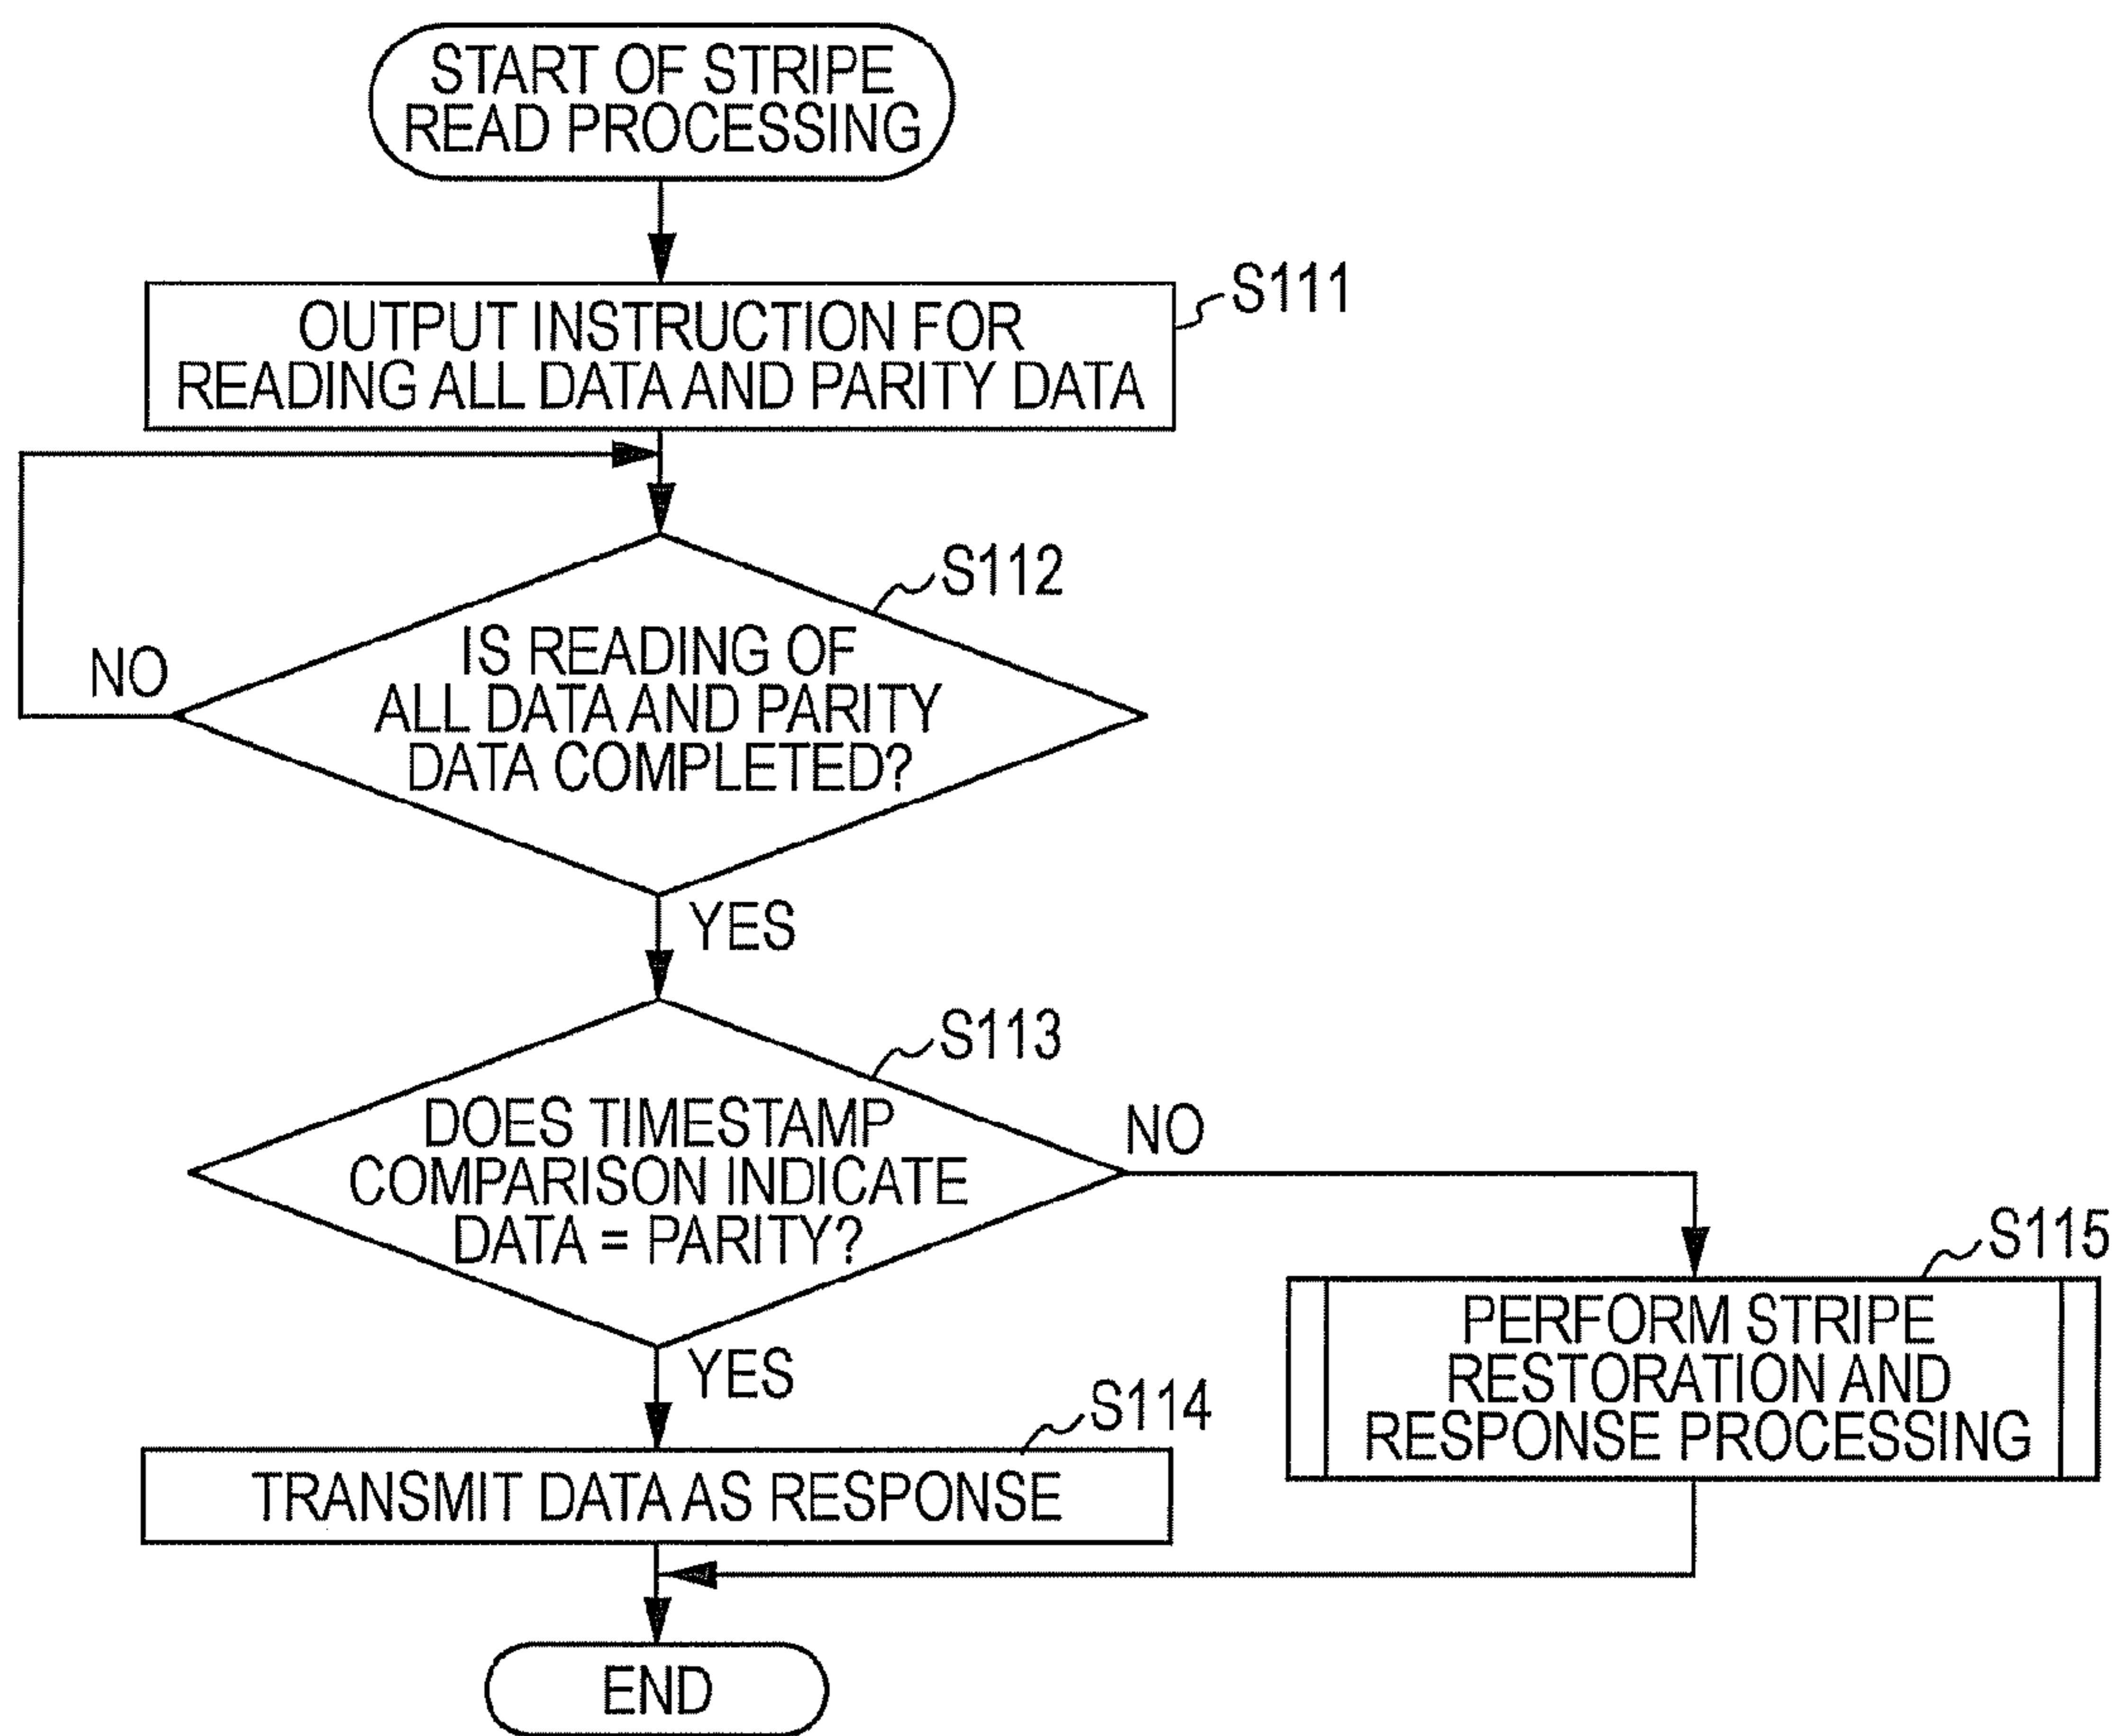 START OF STRIPE
READ PROCESSING
S111
OUTPUT INSTRUCTION FOR
READING ALL DATA AND PARITY DATA
S112
IS READING OF
ALL DATA AND PARITY
DATA COMPLETED?
NO
YES
S113
DOES TIMESTAMP
COMPARISON INDICATE
DATA = PARITY?
NO
YES
S115
PERFORM STRIPE
RESTORATION AND
RESPONSE PROCESSING
S114
TRANSMIT DATA AS RESPONSE
END